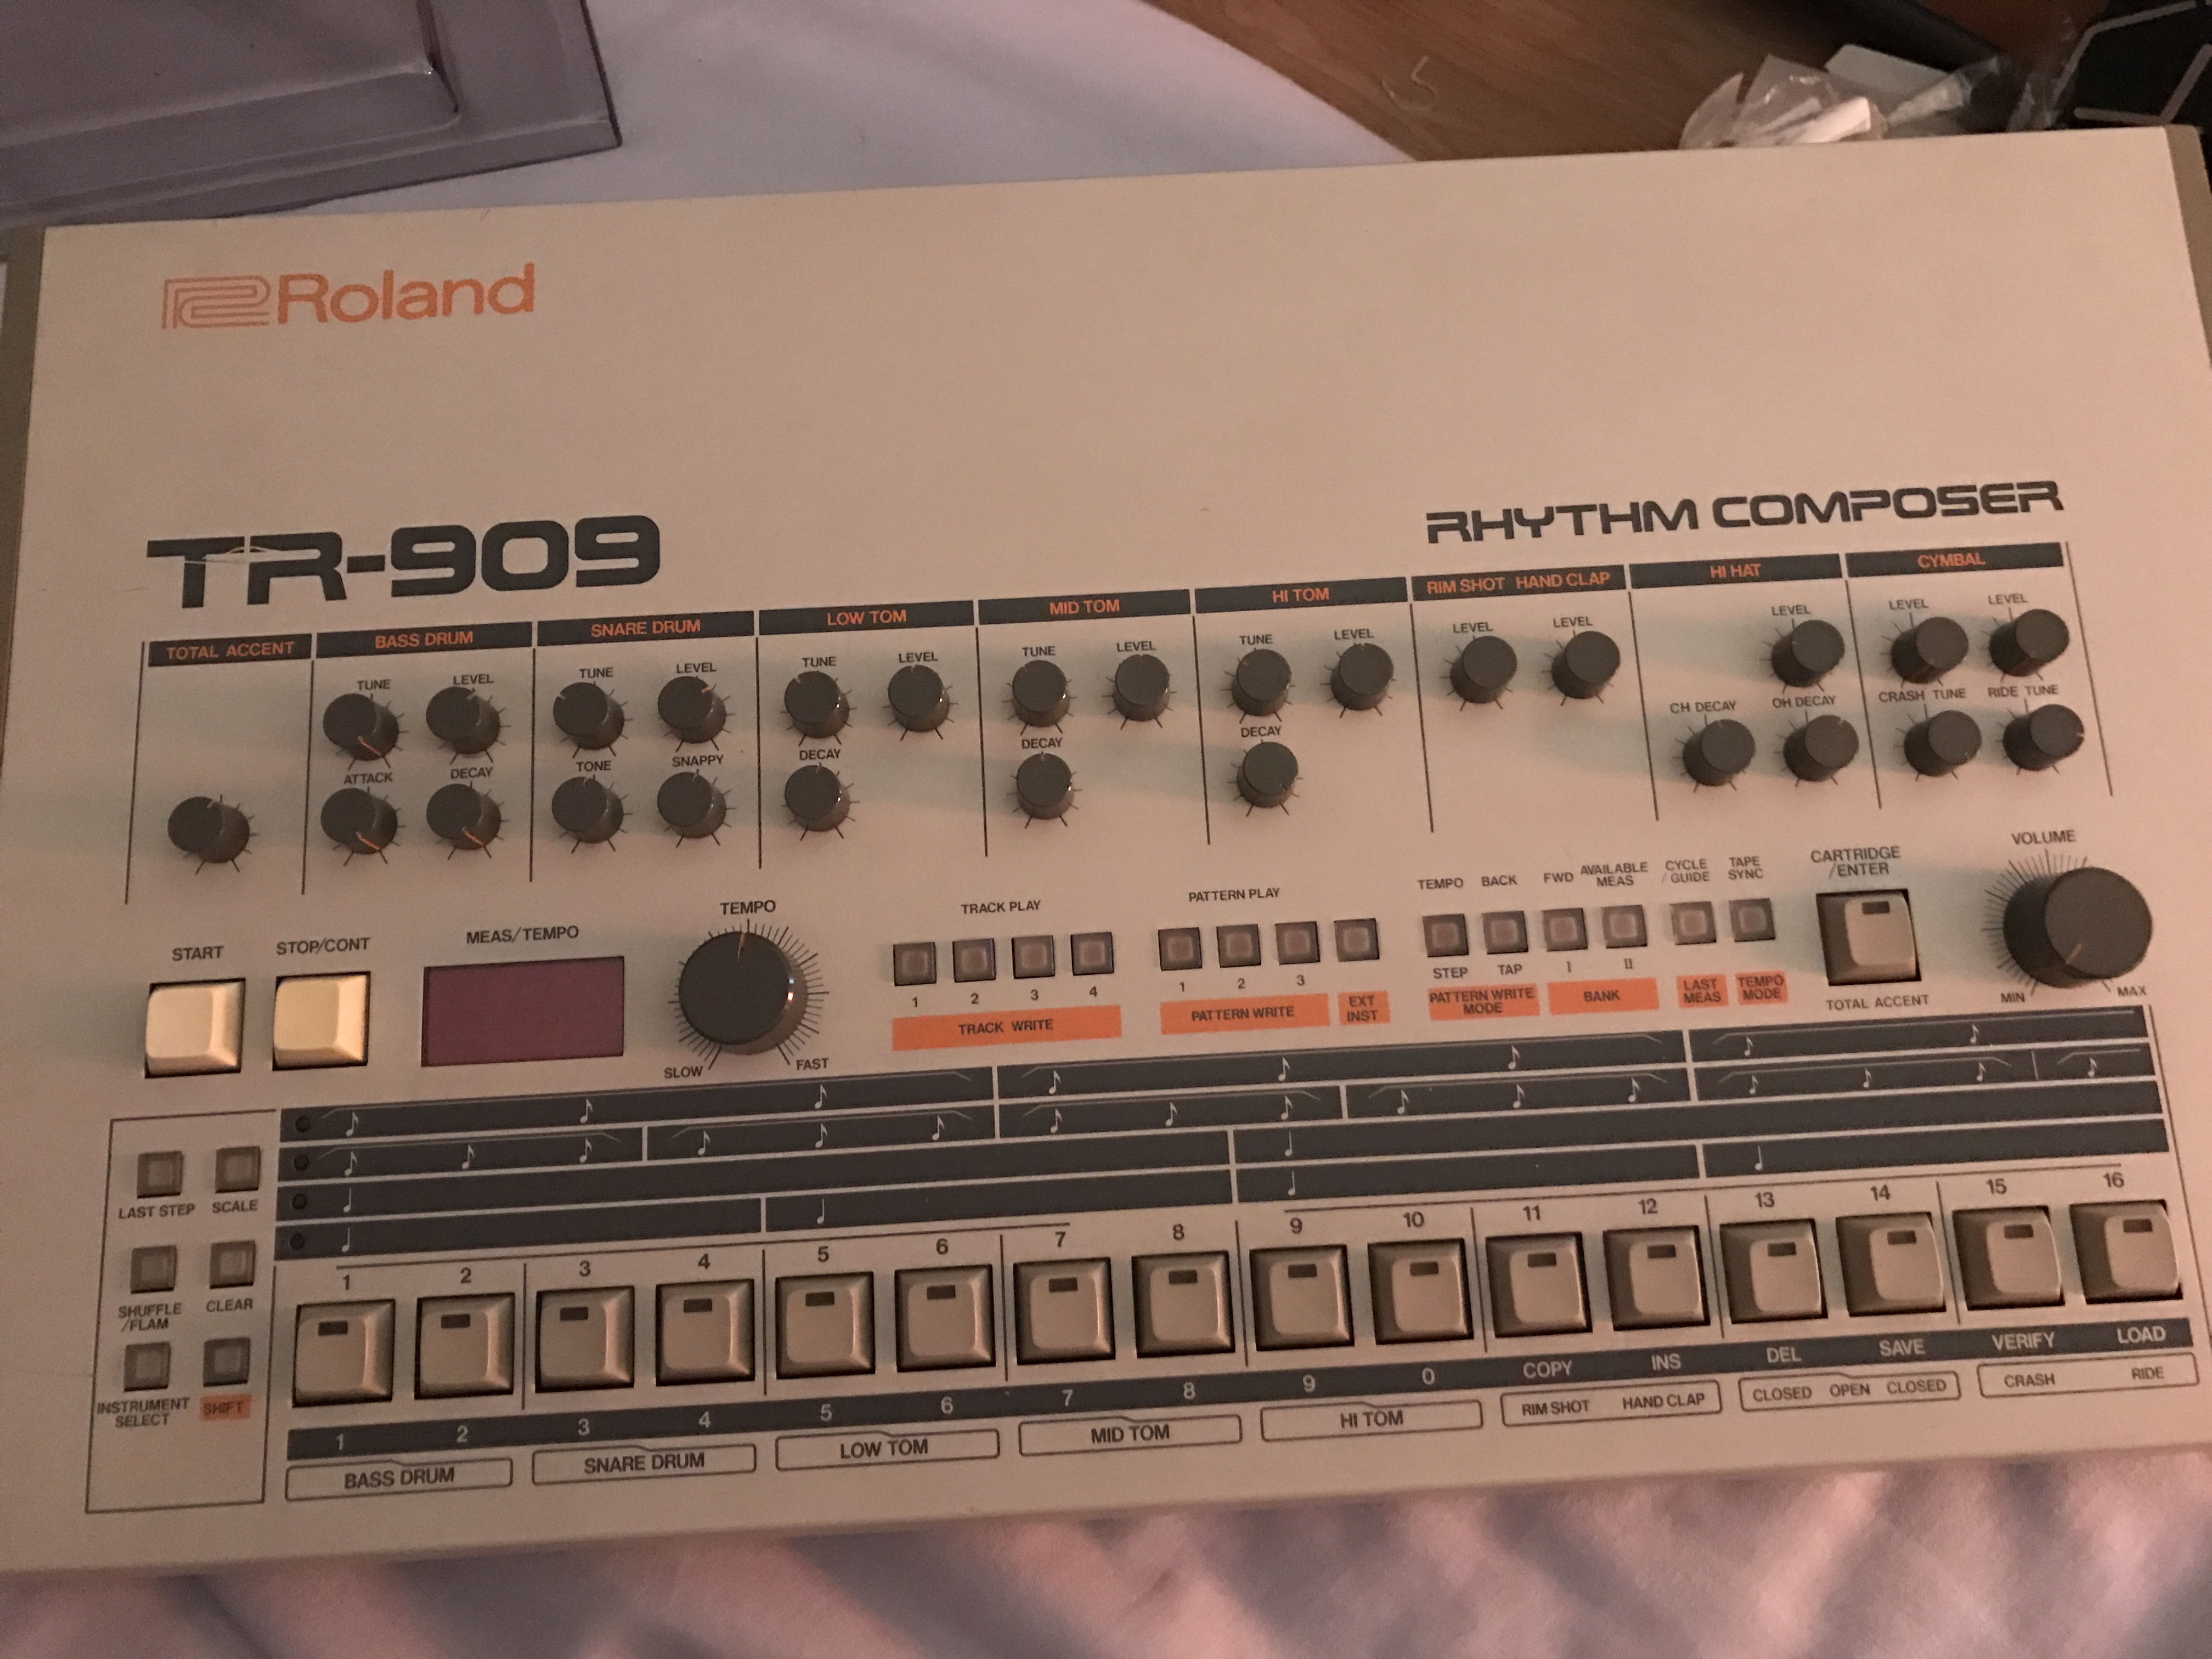 Roland
TR-909
RHYTHM COMPOSER
TOTAL ACCENT BASS DRUM SNARE DRUM LOW TOM MID TOM HI TOM RIM SHOT HAND CLAP HI HAT CYMBAL
TUNE LEVEL TUNE LEVEL TUNE LEVEL TUNE LEVEL TUNE LEVEL LEVEL LEVEL LEVEL LEVEL LEVEL
ATTACK DECAY TONE SNAPPY DECAY DECAY DECAY CH DECAY OH DECAY CRASH TUNE RIDE TUNE
START STOP/CONT MEAS/TEMPO TEMPO TRACK PLAY PATTERN PLAY TEMPO BACK FWD AVAILABLE CYCLE TAPE CARTRIDGE VOLUME
MEAS /GUIDE SYNC /ENTER
1 2 3 4 1 2 3 STEP TAP I II
SLOW FAST TRACK WRITE PATTERN WRITE EXT PATTERN WRITE BANK LAST TEMPO TOTAL ACCENT MIN MAX
INST MODE MEAS MODE
LAST STEP SCALE
1 2 3 4 5 6 7 8 9 10 11 12 13 14 15 16
SHUFFLE CLEAR
/FLAM
INSTRUMENT SHIFT
SELECT
1 2 3 4 5 6 7 8 9 0 COPY INS DEL SAVE VERIFY LOAD
BASS DRUM SNARE DRUM LOW TOM MID TOM HI TOM RIM SHOT HAND CLAP CLOSED OPEN CLOSED CRASH RIDE